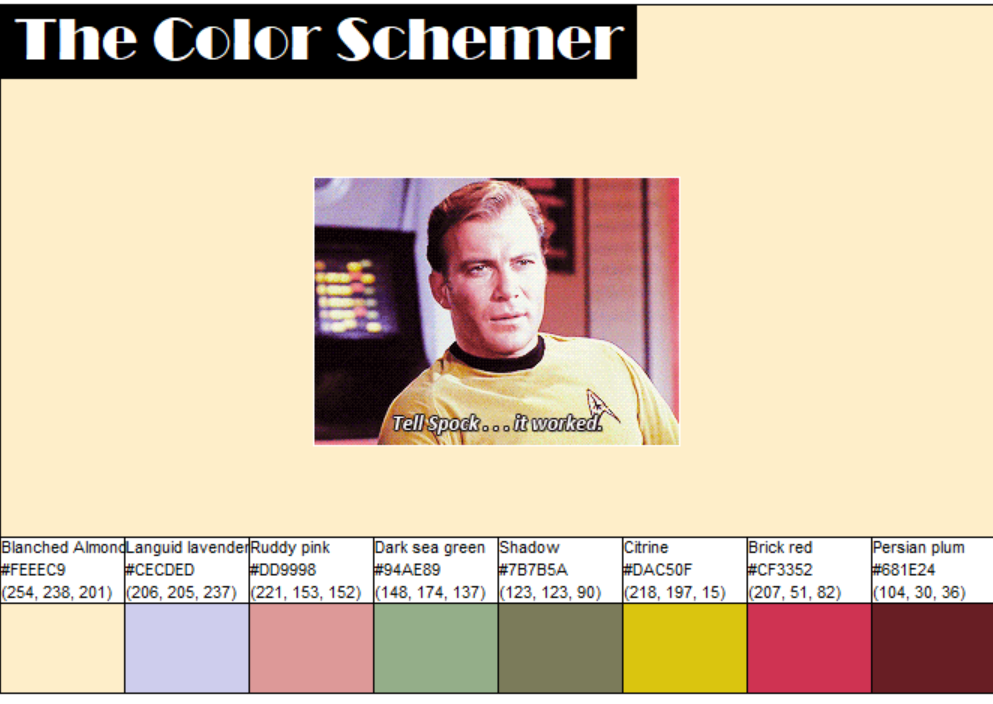 The Color Schemer
Tell Spock . . . it worked.
Blanched Almond Languid lavender Ruddy pink Dark sea green Shadow Citrine Brick red Persian plum
#FEEEC9 #CECDED #DD9998 #94AE89 #7B7B5A #DAC50F #CF3352 #681E24
(254, 238, 201) (206, 205, 237) (221, 153, 152) (148, 174, 137) (123, 123, 90) (218, 197, 15) (207, 51, 82) (104, 30, 36)